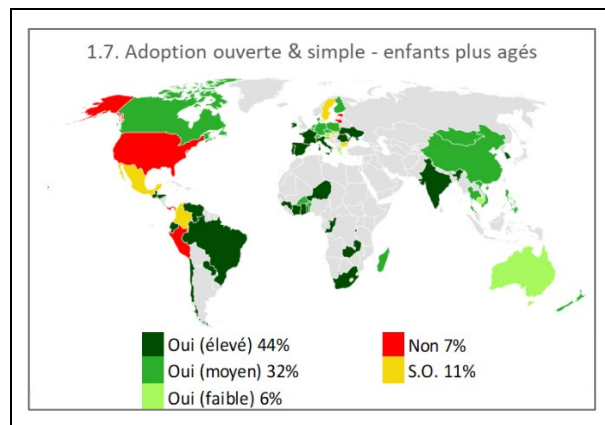 1.7. Adoption ouverte & simple - enfants plus agés
Oui (élevé) 44%
Oui (moyen) 32%
Oui (faible) 6%
Non 7%
S.O. 11%